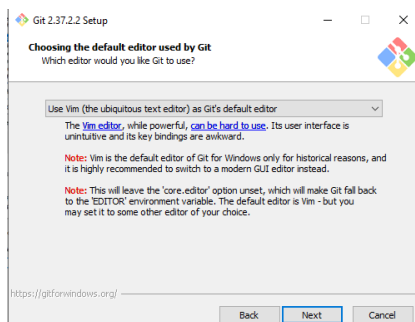 Git 2.37.2.2 Setup
Choosing the default editor used by Git
Which editor would you like Git to use?
Use Vim (the ubiquitous text editor) as Git's default editor
The Vim editor, while powerful, can be hard to use. Its user interface is
unintuitive and its key bindings are awkward.
Note: Vim is the default editor of Git for Windows only for historical reasons, and
it is highly recommended to switch to a modern GUI editor instead.
Note: This will leave the 'core.editor' option unset, which will make Git fall back
to the 'EDITOR' environment variable. The default editor is Vim - but you
may set it to some other editor of your choice.
https://gitforwindows.org/
Back Next Cancel